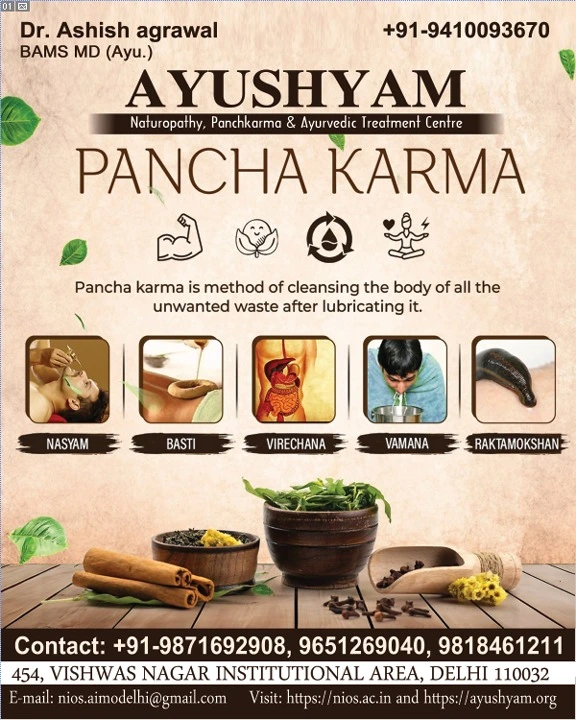 01
Dr. Ashish agrawal
+91-9410093670
BAMS MD (Ayu.)
AYUSHYAM
Naturopathy, Panchkarma & Ayurvedic Treatment Centre
PANCHA KARMA
Pancha karma is method of cleansing the body of all the
unwanted waste after lubricating it.
NASYAM
BASTI
VIRECHANA
VAMANA
RAKTAMOKSHAN
Contact: +91-9871692908, 9651269040, 9818461211
454, VISHWAS NAGAR INSTITUTIONAL AREA, DELHI 110032
E-mail: nios.aimodelhi@gmail.com Visit: https://nios.ac.in and https://ayushyam.org